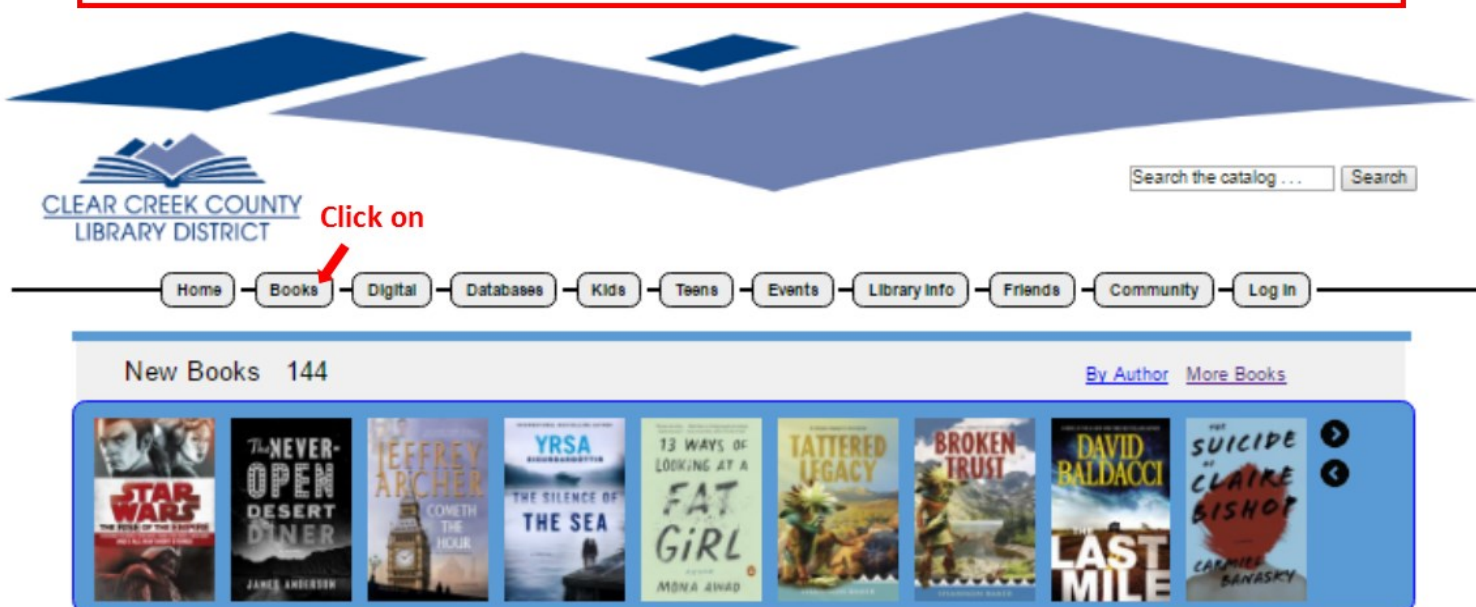 Search the catalog ...
Search
CLEAR CREEK COUNTY
LIBRARY DISTRICT
Click on
Home
Books
Digital
Databases
Kids
Teens
Events
Library Info
Friends
Community
Log In
New Books 144
By Author
More Books
STAR
WARS
THE RISE OF THE EMPIRE
The NEVER-
OPEN
DESERT
DINER
JAMES ANDERSON
JEFFREY
ARCHER
COMETH
THE
HOUR
YRSA
SIGURDARDOTTIR
THE SILENCE OF
THE SEA
13 WAYS OF
LOOKING AT A
FAT
GiRL
MONA AWAD
TATTERED
LEGACY
BROKEN
TRUST
SHANNON BAKER
DAVID
BALDACCI
THE
LAST
MILE
THE
SUICIDE
of
CLAIRE
BISHOP
CARMIEL
BANASKY